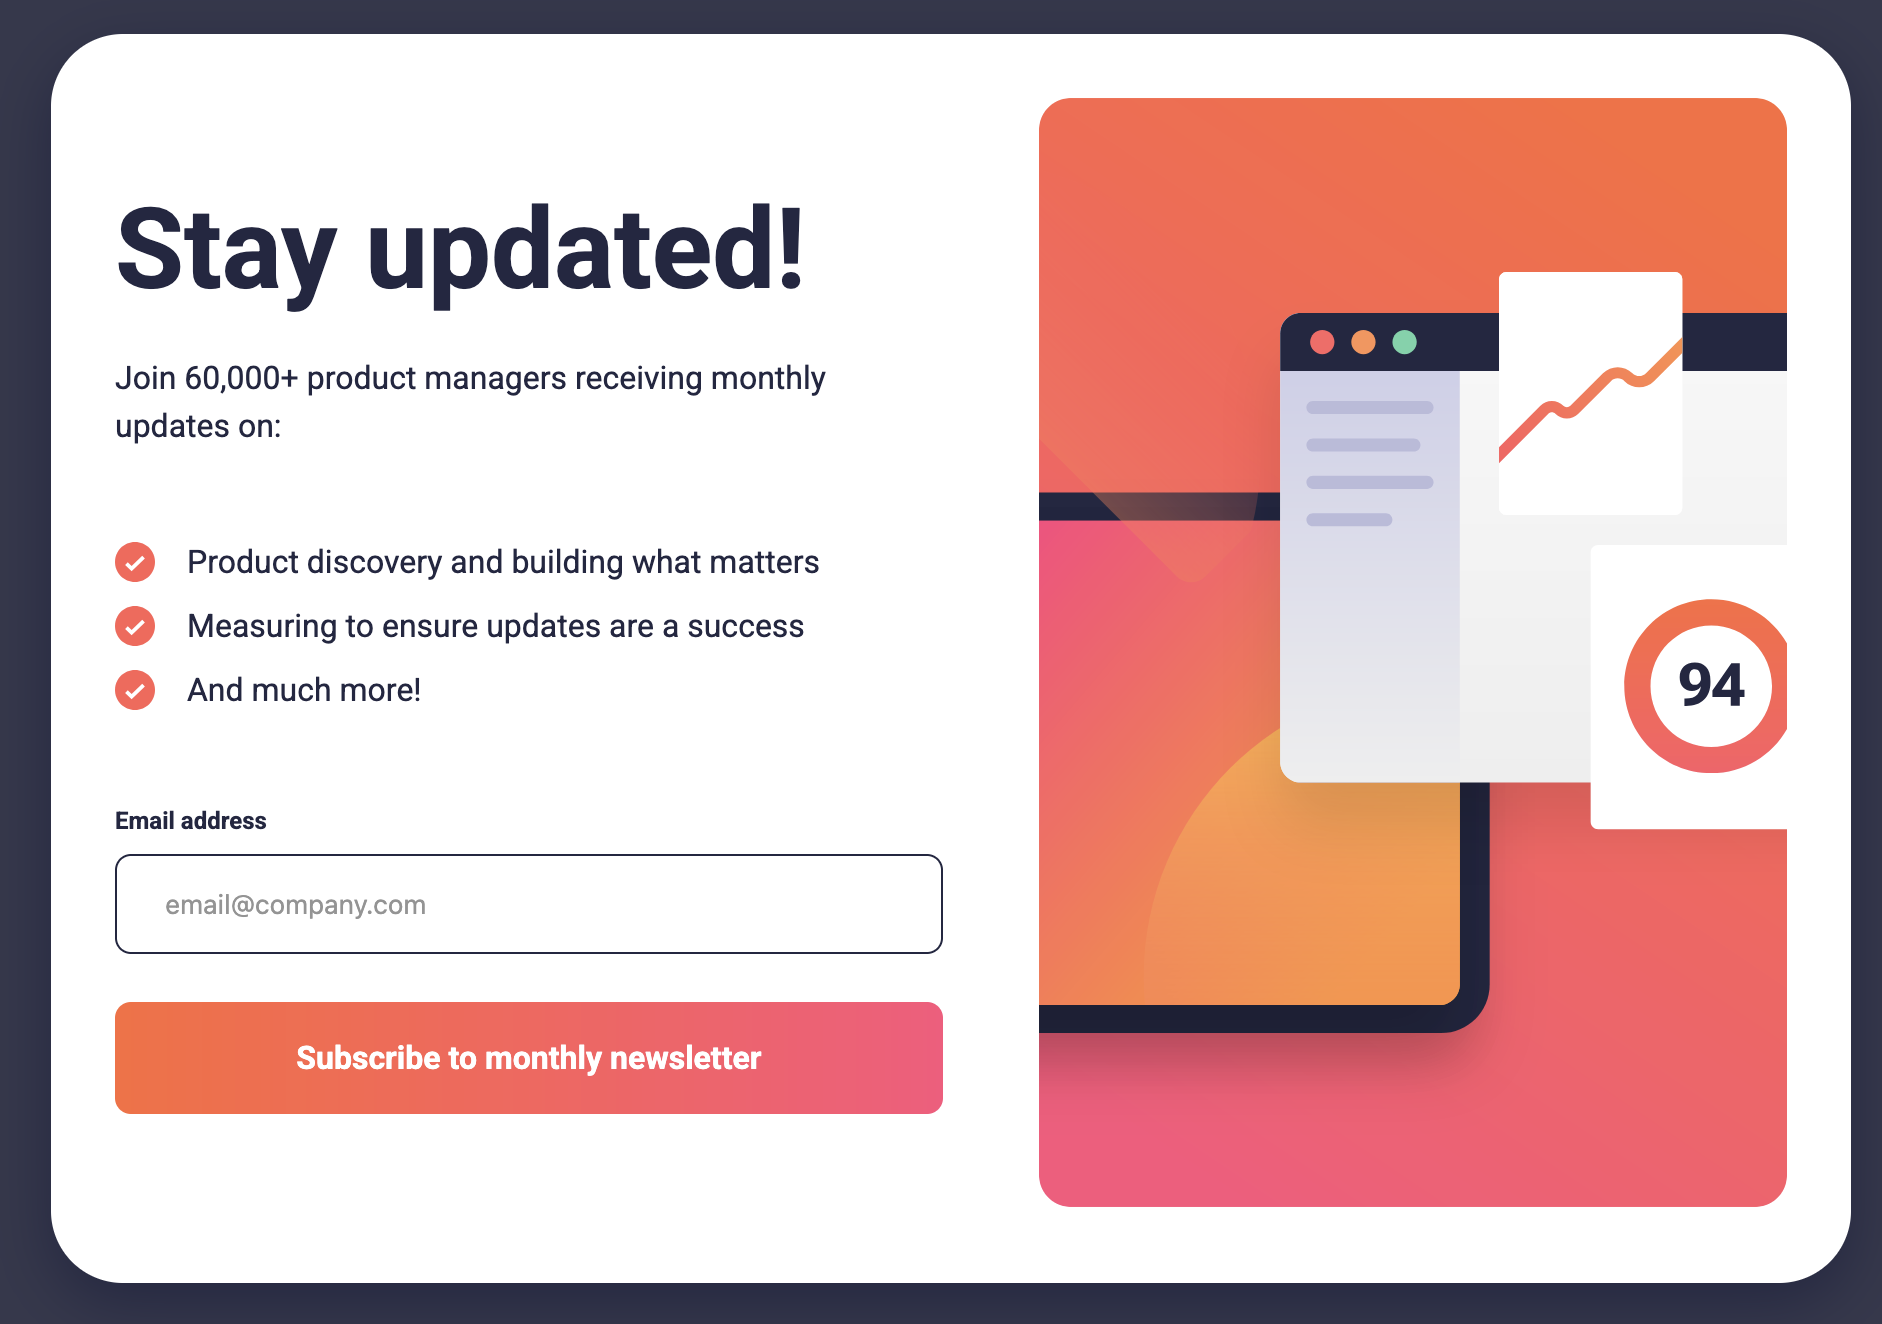 Stay updated!
Join 60,000+ product managers receiving monthly
updates on:
Product discovery and building what matters
Measuring to ensure updates are a success
And much more!
Email address
email@company.com
Subscribe to monthly newsletter
94